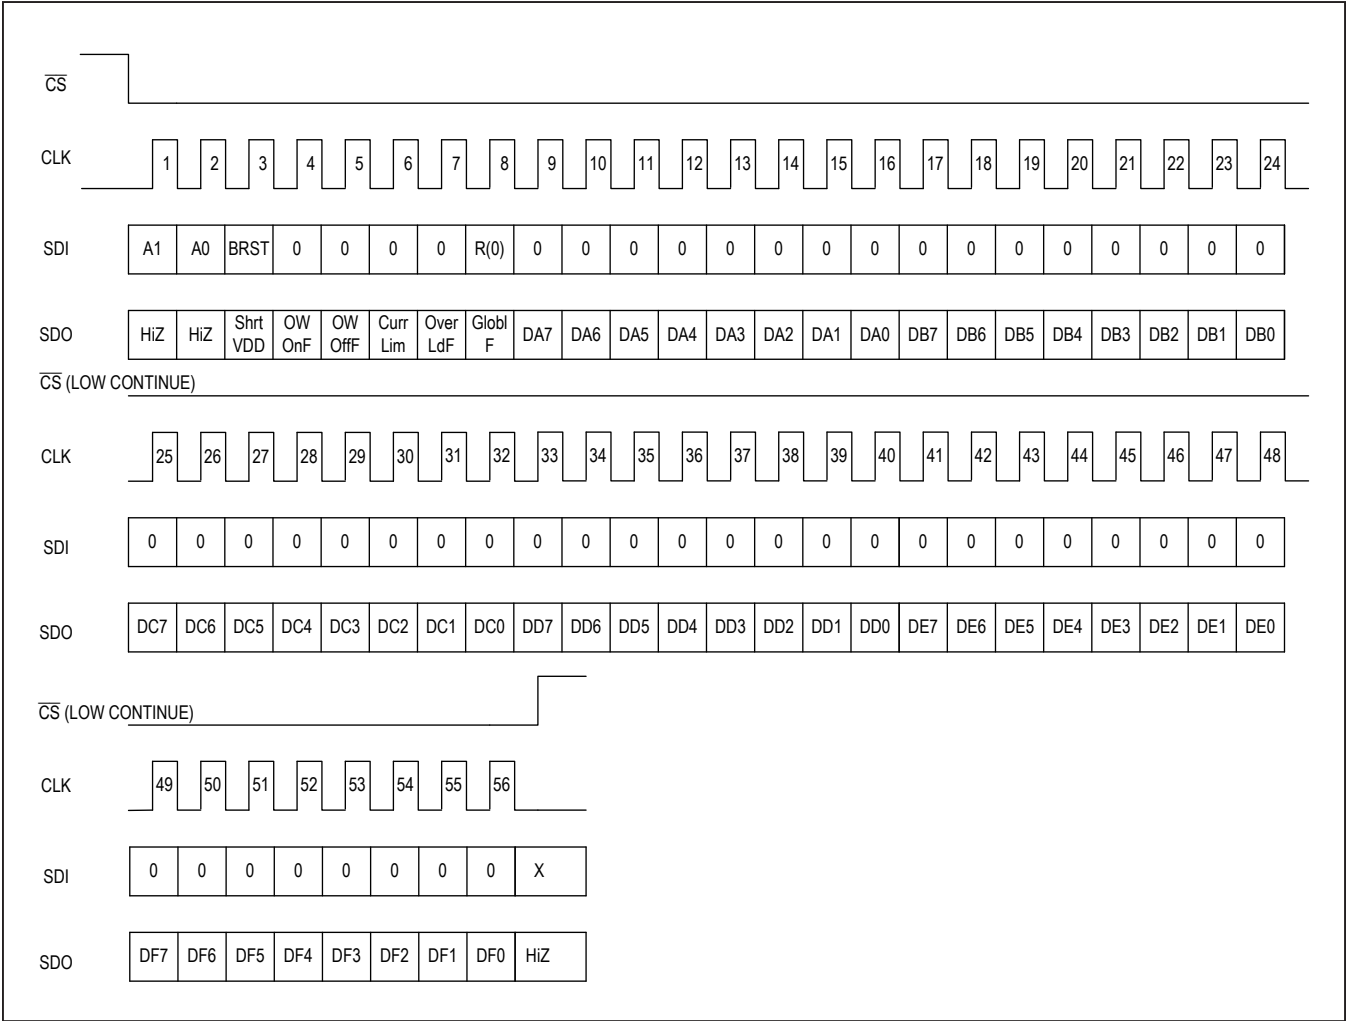 CS
CLK 1 2 3 4 5 6 7 8 9 10 11 12 13 14 15 16 17 18 19 20 21 22 23 24
SDI A1 A0 BRST 0 0 0 0 R(0) 0 0 0 0 0 0 0 0 0 0 0 0 0 0 0 0
SDO HiZ HiZ Shrt VDD OW OnF OW OffF Curr Lim Over LdF Globl F DA7 DA6 DA5 DA4 DA3 DA2 DA1 DA0 DB7 DB6 DB5 DB4 DB3 DB2 DB1 DB0
CS (LOW CONTINUE)
CLK 25 26 27 28 29 30 31 32 33 34 35 36 37 38 39 40 41 42 43 44 45 46 47 48
SDI 0 0 0 0 0 0 0 0 0 0 0 0 0 0 0 0 0 0 0 0 0 0 0 0
SDO DC7 DC6 DC5 DC4 DC3 DC2 DC1 DC0 DD7 DD6 DD5 DD4 DD3 DD2 DD1 DD0 DE7 DE6 DE5 DE4 DE3 DE2 DE1 DE0
CS (LOW CONTINUE)
CLK 49 50 51 52 53 54 55 56
SDI 0 0 0 0 0 0 0 0 X
SDO DF7 DF6 DF5 DF4 DF3 DF2 DF1 DF0 HiZ